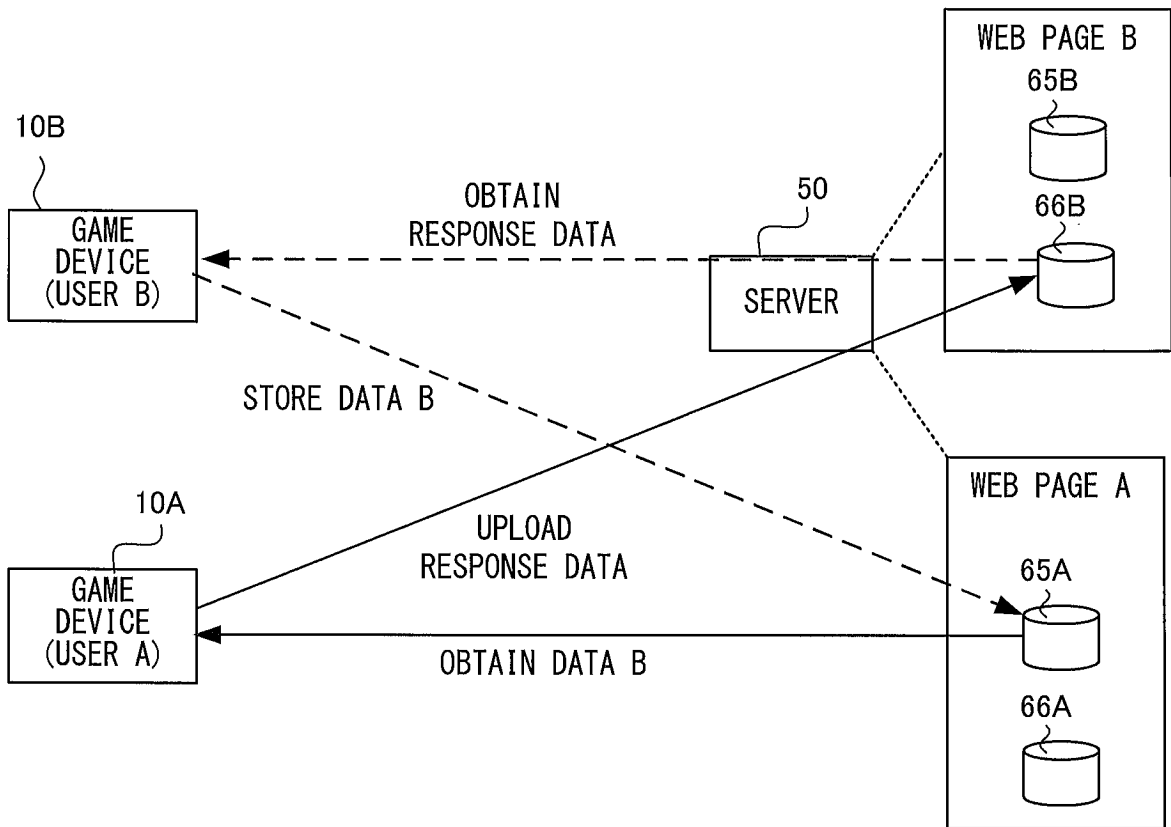 WEB PAGE B
65B
10B
50
OBTAIN
RESPONSE DATA
66B
GAME
DEVICE
(USER B)
SERVER
STORE DATA B
WEB PAGE A
10A
UPLOAD
RESPONSE DATA
65A
GAME
DEVICE
(USER A)
OBTAIN DATA B
66A